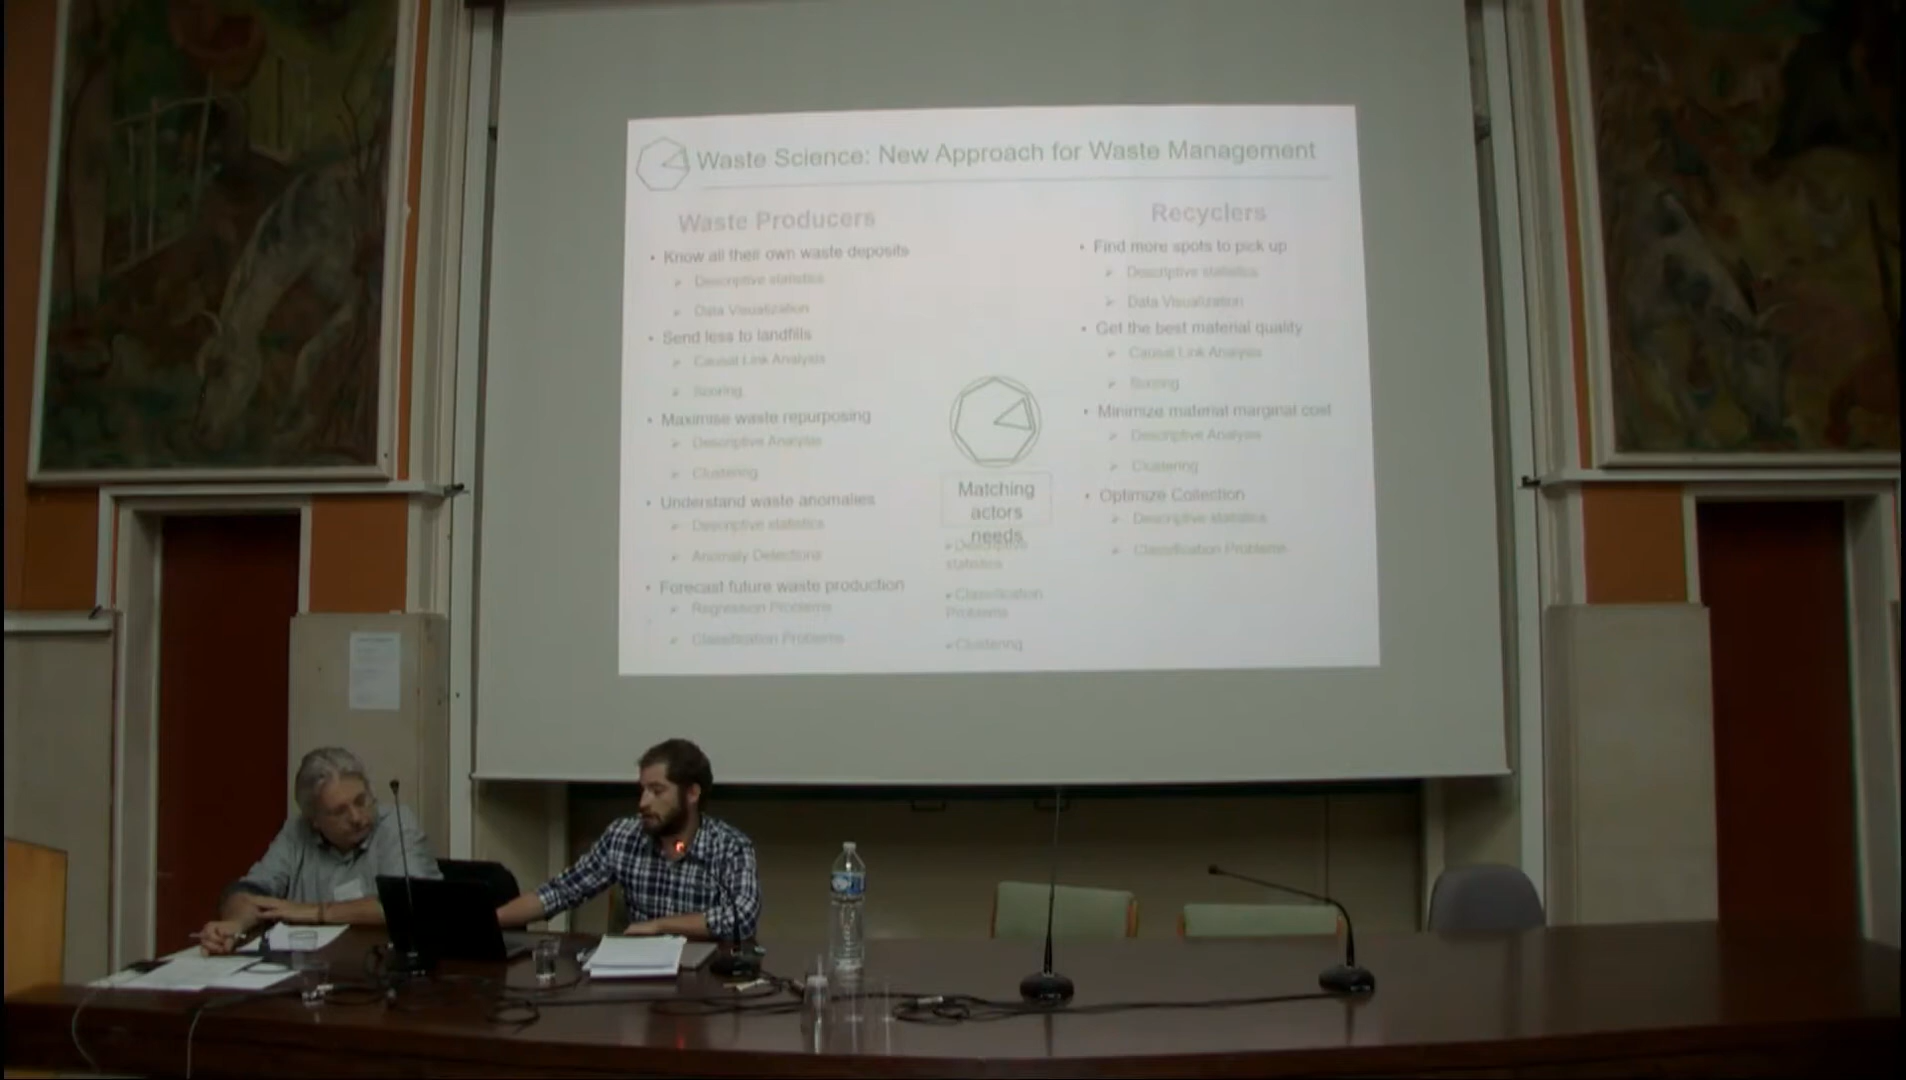 Waste Science: New Approach for Waste Management
Waste Producers
• Know all their own waste deposits
➢ Descriptive statistics
➢ Data Visualization
• Send less to landfills
➢ Causal Link Analysis
➢ Scoring
• Maximise waste repurposing
➢ Descriptive Analysis
➢ Clustering
• Understand waste anomalies
➢ Descriptive statistics
➢ Anomaly Detections
• Forecast future waste production
➢ Regression Problems
➢ Classification Problems
Matching
actors
needs
➢ Descriptive
statistics
➢ Classification
Problems
➢ Clustering
Recyclers
• Find more spots to pick up
➢ Descriptive statistics
➢ Data Visualization
• Get the best material quality
➢ Causal Link Analysis
➢ Scoring
• Minimize material marginal cost
➢ Descriptive Analysis
➢ Clustering
• Optimize Collection
➢ Descriptive statistics
➢ Classification Problems